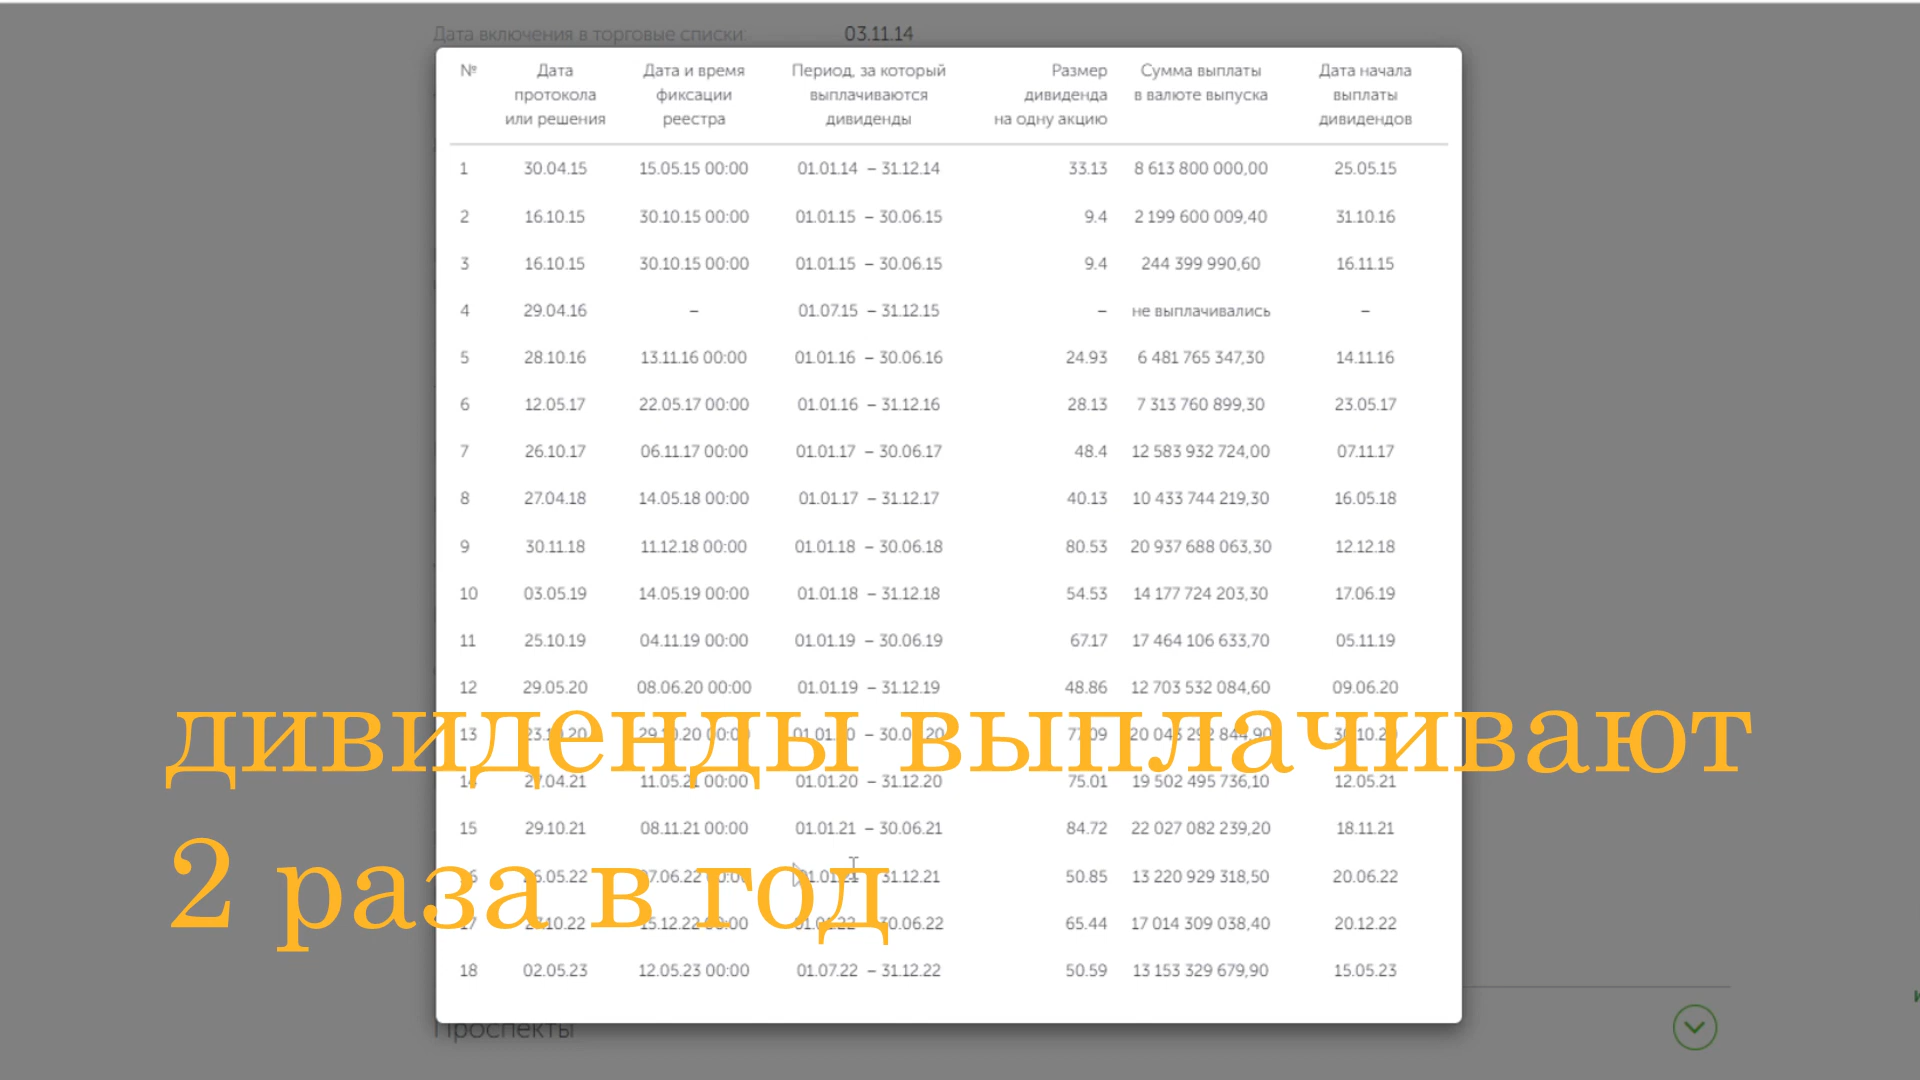 Дата включения в торговые списки: 03.11.14
№ Дата протокола или решения Дата и время фиксации реестра Период, за который выплачиваются дивиденды Размер дивиденда на одну акцию Сумма выплаты в валюте выпуска Дата начала выплаты дивидендов
1 30.04.15 15.05.15 00:00 01.01.14 – 31.12.14 33.13 8 613 800 000,00 25.05.15
2 16.10.15 30.10.15 00:00 01.01.15 – 30.06.15 9.4 2 199 600 009,40 31.10.16
3 16.10.15 30.10.15 00:00 01.01.15 – 30.06.15 9.4 244 399 990,60 16.11.15
4 29.04.16 – 01.07.15 – 31.12.15 – не выплачивались –
5 28.10.16 13.11.16 00:00 01.01.16 – 30.06.16 24.93 6 481 765 347,30 14.11.16
6 12.05.17 22.05.17 00:00 01.01.16 – 31.12.16 28.13 7 313 760 899,30 23.05.17
7 26.10.17 06.11.17 00:00 01.01.17 – 30.06.17 48.4 12 583 932 724,00 07.11.17
8 27.04.18 14.05.18 00:00 01.01.17 – 31.12.17 40.13 10 433 744 219,30 16.05.18
9 30.11.18 11.12.18 00:00 01.01.18 – 30.06.18 80.53 20 937 688 063,30 12.12.18
10 03.05.19 14.05.19 00:00 01.01.18 – 31.12.18 54.53 14 177 724 203,30 17.06.19
11 25.10.19 04.11.19 00:00 01.01.19 – 30.06.19 67.17 17 464 106 633,70 05.11.19
12 29.05.20 08.06.20 00:00 01.01.19 – 31.12.19 48.86 12 703 532 084,60 09.06.20
дивиденды выплачивают
13
11.05.21 00:00 01.01.20 – 31.12.20 75.01 19 502 495 736,10 12.05.21
15 29.10.21 08.11.21 00:00 01.01.21 – 30.06.21 84.72 22 027 082 239,20 18.11.21
2 раза в год
31.12.21 50.85 13 220 929 318,50 20.06.22
65.44 17 014 309 038,40 20.12.22
18 02.05.23 12.05.23 00:00 01.07.22 – 31.12.22 50.59 13 153 329 679,90 15.05.23
Проспекты